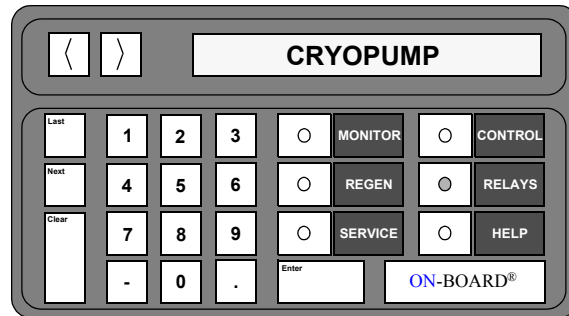 〈 〉 CRYOPUMP
Last 1 2 3 MONITOR CONTROL
Next 4 5 6 REGEN RELAYS
Clear 7 8 9 SERVICE HELP
- 0 . Enter ON-BOARD®